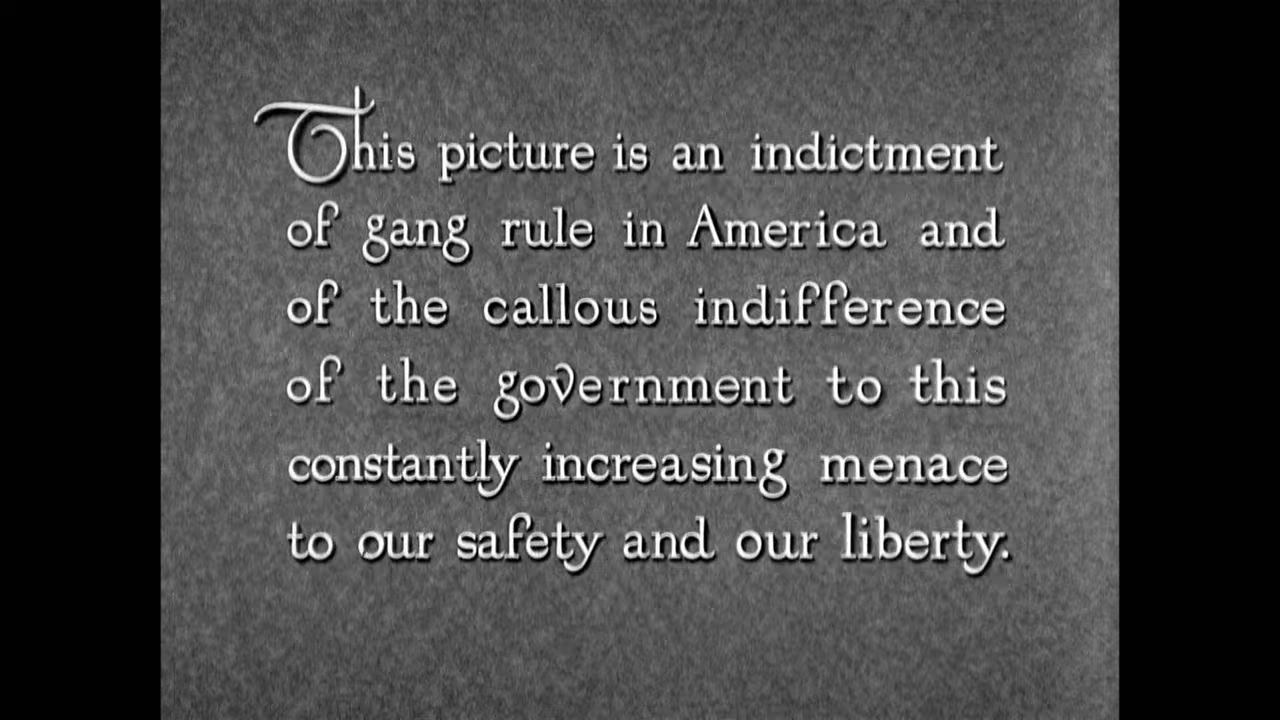 This picture is an indictment
of gang rule in America and
of the callous indifference
of the government to this
constantly increasing menace
to our safety and our liberty.